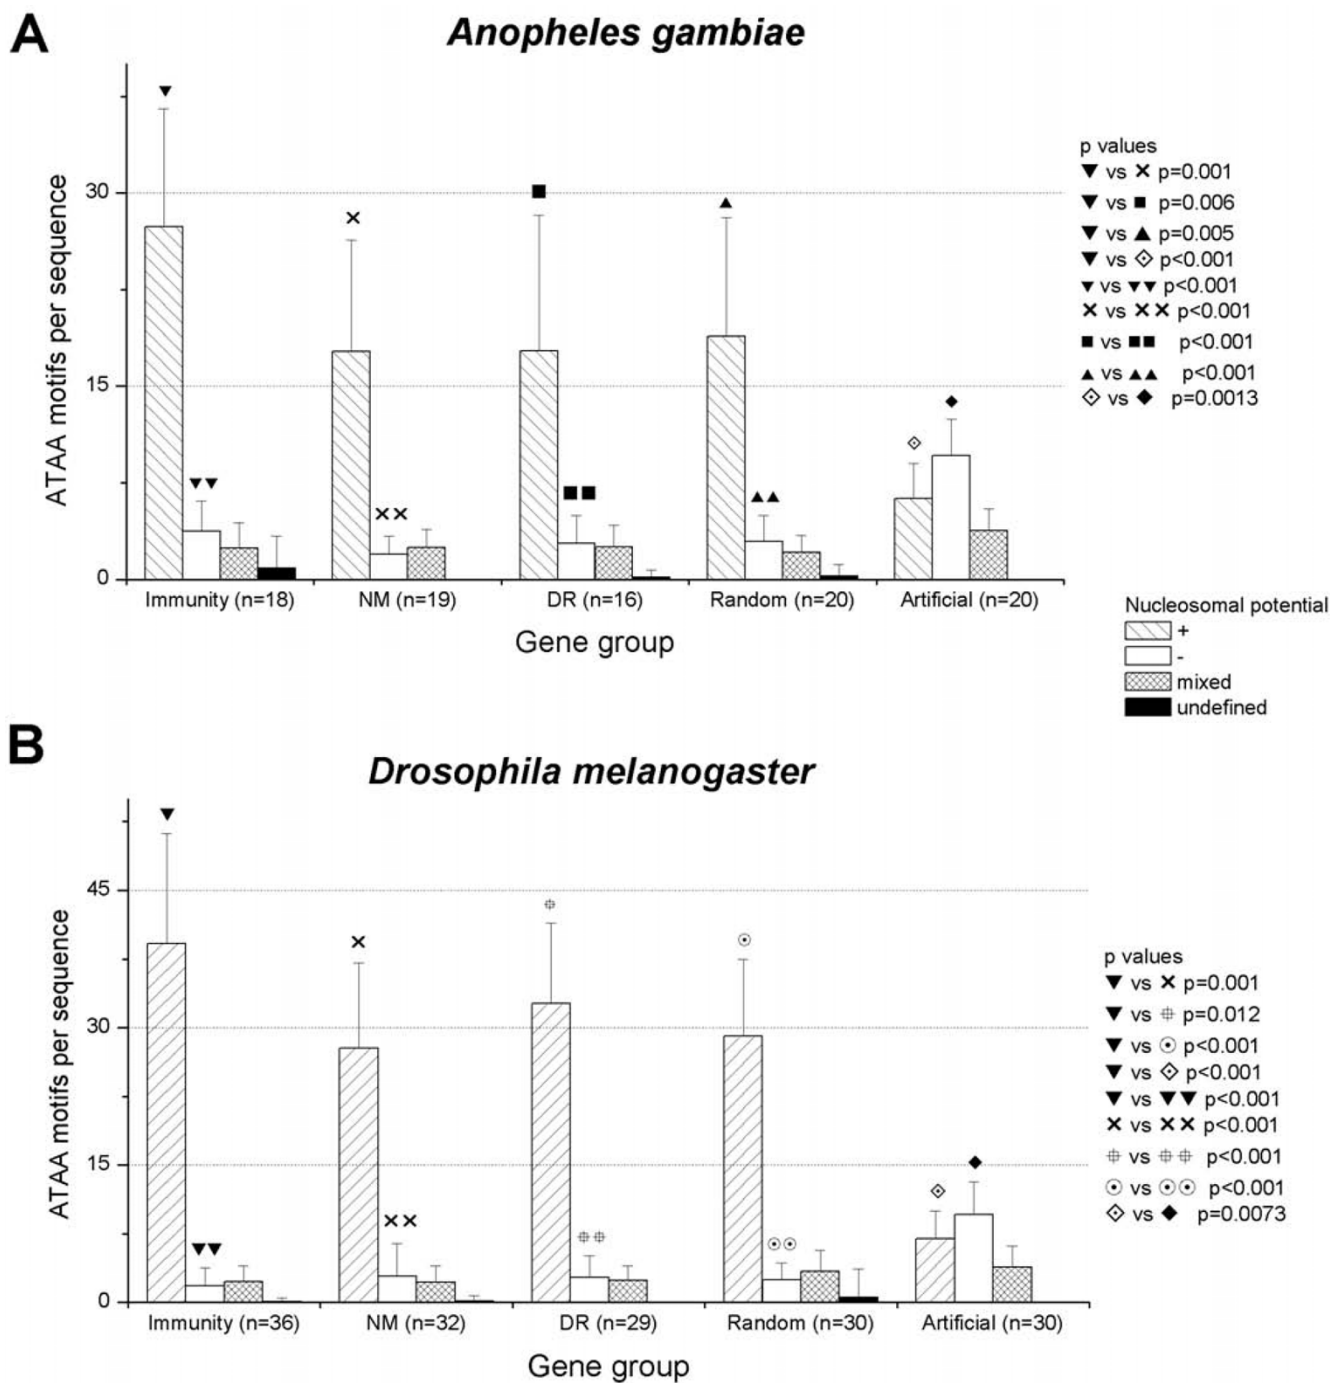 A
Anopheles gambiae
ATAA motifs per sequence
30
15
0
Immunity (n=18)
NM (n=19)
DR (n=16)
Random (n=20)
Artificial (n=20)
Gene group
p values
▼ vs ✕ p=0.001
▼ vs ■ p=0.006
▼ vs ▲ p=0.005
▼ vs ◈ p<0.001
▼ vs ▼▼ p<0.001
✕ vs ✕✕ p<0.001
■ vs ■■ p<0.001
▲ vs ▲▲ p<0.001
◈ vs ◆ p=0.0013
Nucleosomal potential
+
-
mixed
undefined
B
Drosophila melanogaster
ATAA motifs per sequence
45
30
15
0
Immunity (n=36)
NM (n=32)
DR (n=29)
Random (n=30)
Artificial (n=30)
Gene group
p values
▼ vs ✕ p=0.001
▼ vs ⌗ p=0.012
▼ vs ⊙ p<0.001
▼ vs ◈ p<0.001
▼ vs ▼▼ p<0.001
✕ vs ✕✕ p<0.001
⌗ vs ⌗⌗ p<0.001
⊙ vs ⊙⊙ p<0.001
◈ vs ◆ p=0.0073